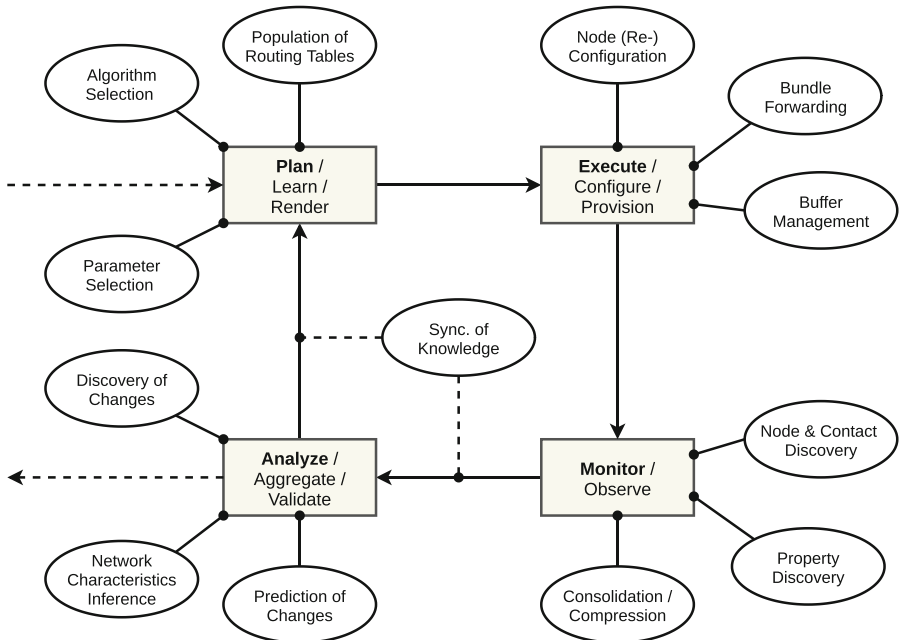 Population of
Routing Tables
Node (Re-)
Configuration
Algorithm
Selection
Bundle
Forwarding
Plan /
Learn /
Render
Execute /
Configure /
Provision
Buffer
Management
Parameter
Selection
Sync. of
Knowledge
Discovery of
Changes
Node & Contact
Discovery
Analyze /
Aggregate /
Validate
Monitor /
Observe
Network
Characteristics
Inference
Property
Discovery
Prediction of
Changes
Consolidation /
Compression